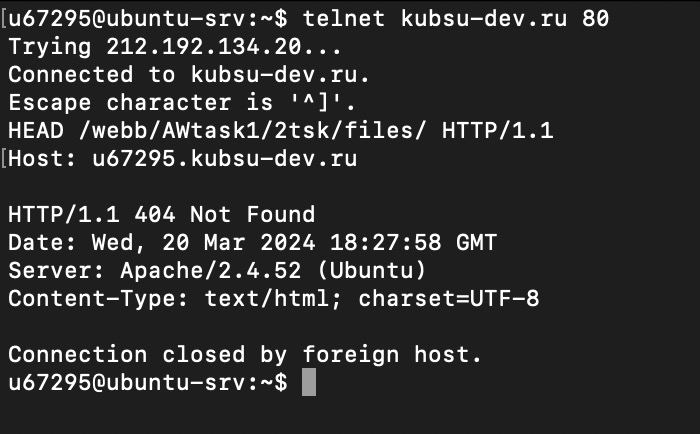 u67295@ubuntu-srv:~$ telnet kubsu-dev.ru 80
Trying 212.192.134.20...
Connected to kubsu-dev.ru.
Escape character is '^]'.
HEAD /webb/AWtask1/2tsk/files/ HTTP/1.1
Host: u67295.kubsu-dev.ru
HTTP/1.1 404 Not Found
Date: Wed, 20 Mar 2024 18:27:58 GMT
Server: Apache/2.4.52 (Ubuntu)
Content-Type: text/html; charset=UTF-8
Connection closed by foreign host.
u67295@ubuntu-srv:~$